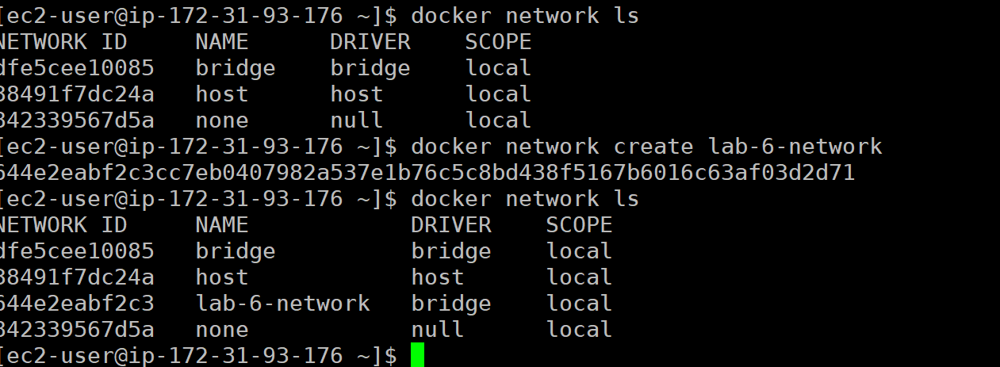 [ec2-user@ip-172-31-93-176 ~]$ docker network ls
NETWORK ID     NAME      DRIVER    SCOPE
dfe5cee10085   bridge    bridge    local
38491f7dc24a   host      host      local
342339567d5a   none      null      local
[ec2-user@ip-172-31-93-176 ~]$ docker network create lab-6-network
644e2eabf2c3cc7eb0407982a537e1b76c5c8bd438f5167b6016c63af03d2d71
[ec2-user@ip-172-31-93-176 ~]$ docker network ls
NETWORK ID     NAME            DRIVER    SCOPE
dfe5cee10085   bridge          bridge    local
38491f7dc24a   host            host      local
644e2eabf2c3   lab-6-network   bridge    local
342339567d5a   none            null      local
[ec2-user@ip-172-31-93-176 ~]$